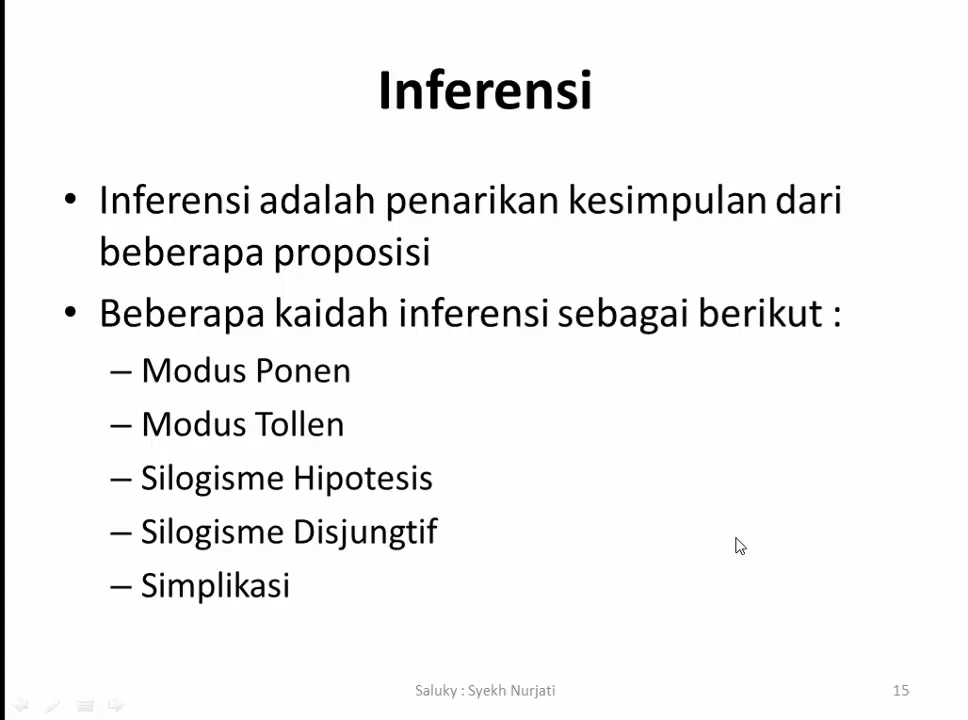 Inferensi
• Inferensi adalah penarikan kesimpulan dari
beberapa proposisi
• Beberapa kaidah inferensi sebagai berikut :
– Modus Ponen
– Modus Tollen
– Silogisme Hipotesis
– Silogisme Disjungtif
– Simplikasi
Saluky : Syekh Nurjati
15